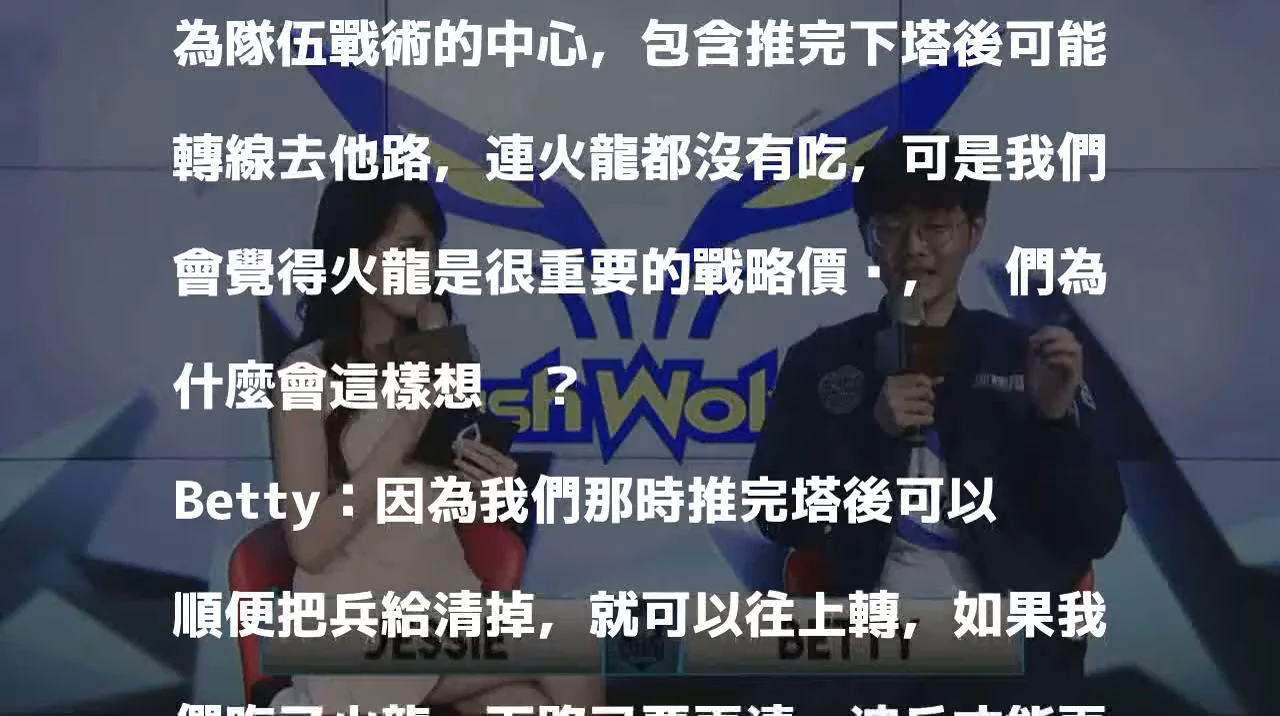 為隊伍戰術的中心，包含推完下塔後可能
轉線去他路，連火龍都沒有吃，可是我們
會覺得火龍是很重要的戰略價·，　們為
什麼會這樣想　？
Betty：因為我們那時推完塔後可以
順便把兵給清掉，就可以往上轉，如果我
sh Wol
JESSIE
BETTY